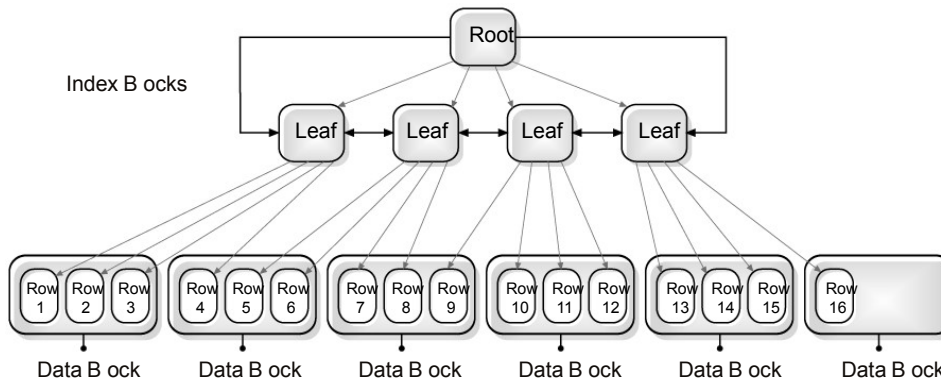 Root
Index B ocks
Leaf Leaf Leaf Leaf
Row Row Row Row Row Row Row Row Row Row Row Row Row Row Row Row
1 2 3 4 5 6 7 8 9 10 11 12 13 14 15 16
Data B ock Data B ock Data B ock Data B ock Data B ock Data B ock